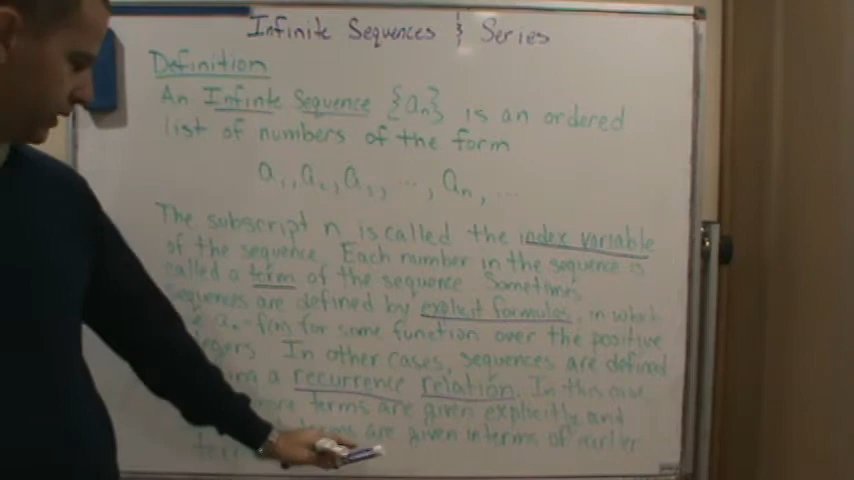 Infinite Sequences & Series
Definition
An Infinte Sequence {aₙ} is an ordered
list of numbers of the form
a₁, a₂, a₃, ..., aₙ, ...
The subscript n is called the index variable
of the sequence. Each number in the sequence is
called a term of the sequence. Sometimes
sequences are defined by explicit formulas, in which
aₙ=f(n) for some function over the positive
In other cases, sequences are defined
a recurrence relation. In this case
terms are given explicitly and
terms are given in terms of earlier